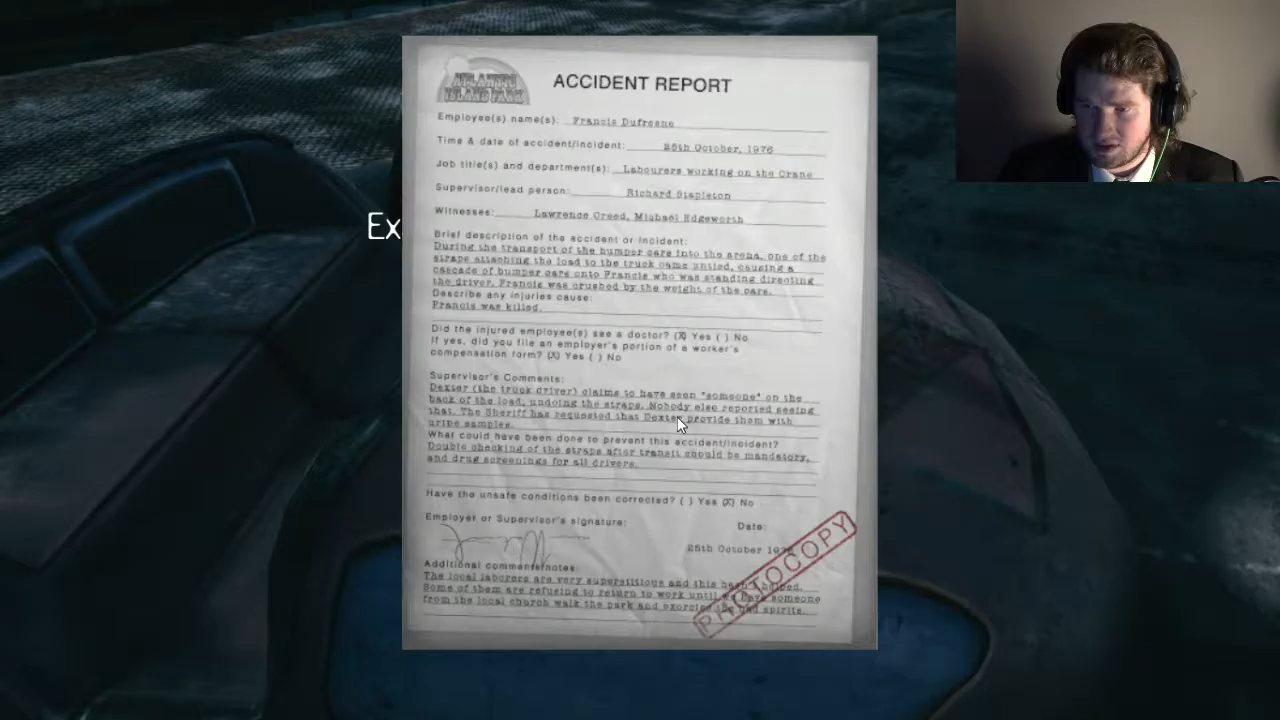 ATLANTIC
ISLAND PARK
ACCIDENT REPORT
Employee(s) name(s): Francis Dufresne
Time & date of accident/incident: 25th October, 1976
Job title(s) and department(s): Labourers working on the Crane
Supervisor/lead person: Richard Stapleton
Witnesses: Lawrence Creed, Michael Edgeworth
Ex
Brief description of the accident or incident:
During the transport of the bumper cars into the arena, one of the
straps attaching the load to the truck came untied, causing a
cascade of bumper cars onto Francis who was standing directing
the driver. Francis was crushed by the weight of the cars.
Describe any injuries cause:
Francis was killed.
Did the injured employee(s) see a doctor? (X) Yes ( ) No
If yes, did you file an employer's portion of a worker's
compensation form? (X) Yes ( ) No
Supervisor's Comments:
Dexter (the truck driver) claims to have seen "someone" on the
back of the load, undoing the straps. Nobody else reported seeing
that. The Sheriff has requested that Dexter provide them with
urine samples.
What could have been done to prevent this accident/incident?
Double checking of the straps after transit should be mandatory,
and drug screenings for all drivers.
Have the unsafe conditions been corrected? ( ) Yes (X) No
Employer or Supervisor's signature:
Date:
25th October 1976
Additional comments/notes:
The local laborers are very superstitious and this hasn't helped.
Some of them are refusing to return to work until we have someone
from the local church walk the park and exorcise the bad spirits.
PHOTOCOPY